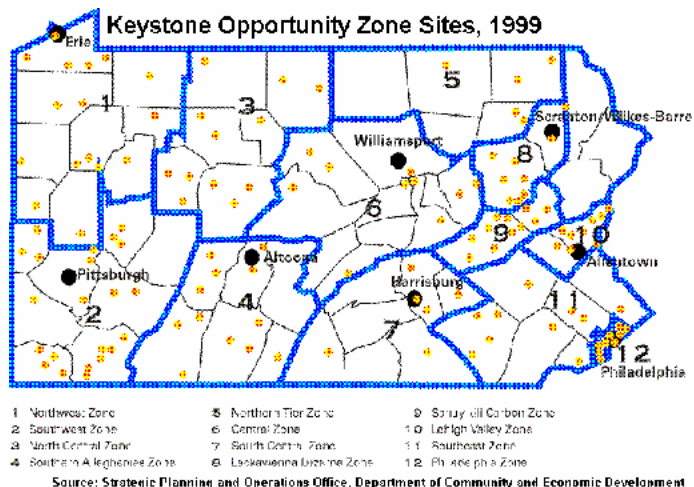 Keystone Opportunity Zone Sites, 1999
Erie
5
1
3
Scranton/Wilkes-Barre
Williamsport
8
6
9
10
Altoona
Allentown
Pittsburgh
Harrisburg
4
11
2
7
12
Philadelphia
1 Northwest Zone
2 Southwest Zone
3 North Central Zone
4 Southern Alleghenies Zone
5 Northern Tier Zone
6 Central Zone
7 South Central Zone
8 Lackawanna Luzerne Zone
9 Schuylkill Carbon Zone
10 Lehigh Valley Zone
11 Southeast Zone
12 Philadelphia Zone
Source: Strategic Planning and Operations Office, Department of Community and Economic Development